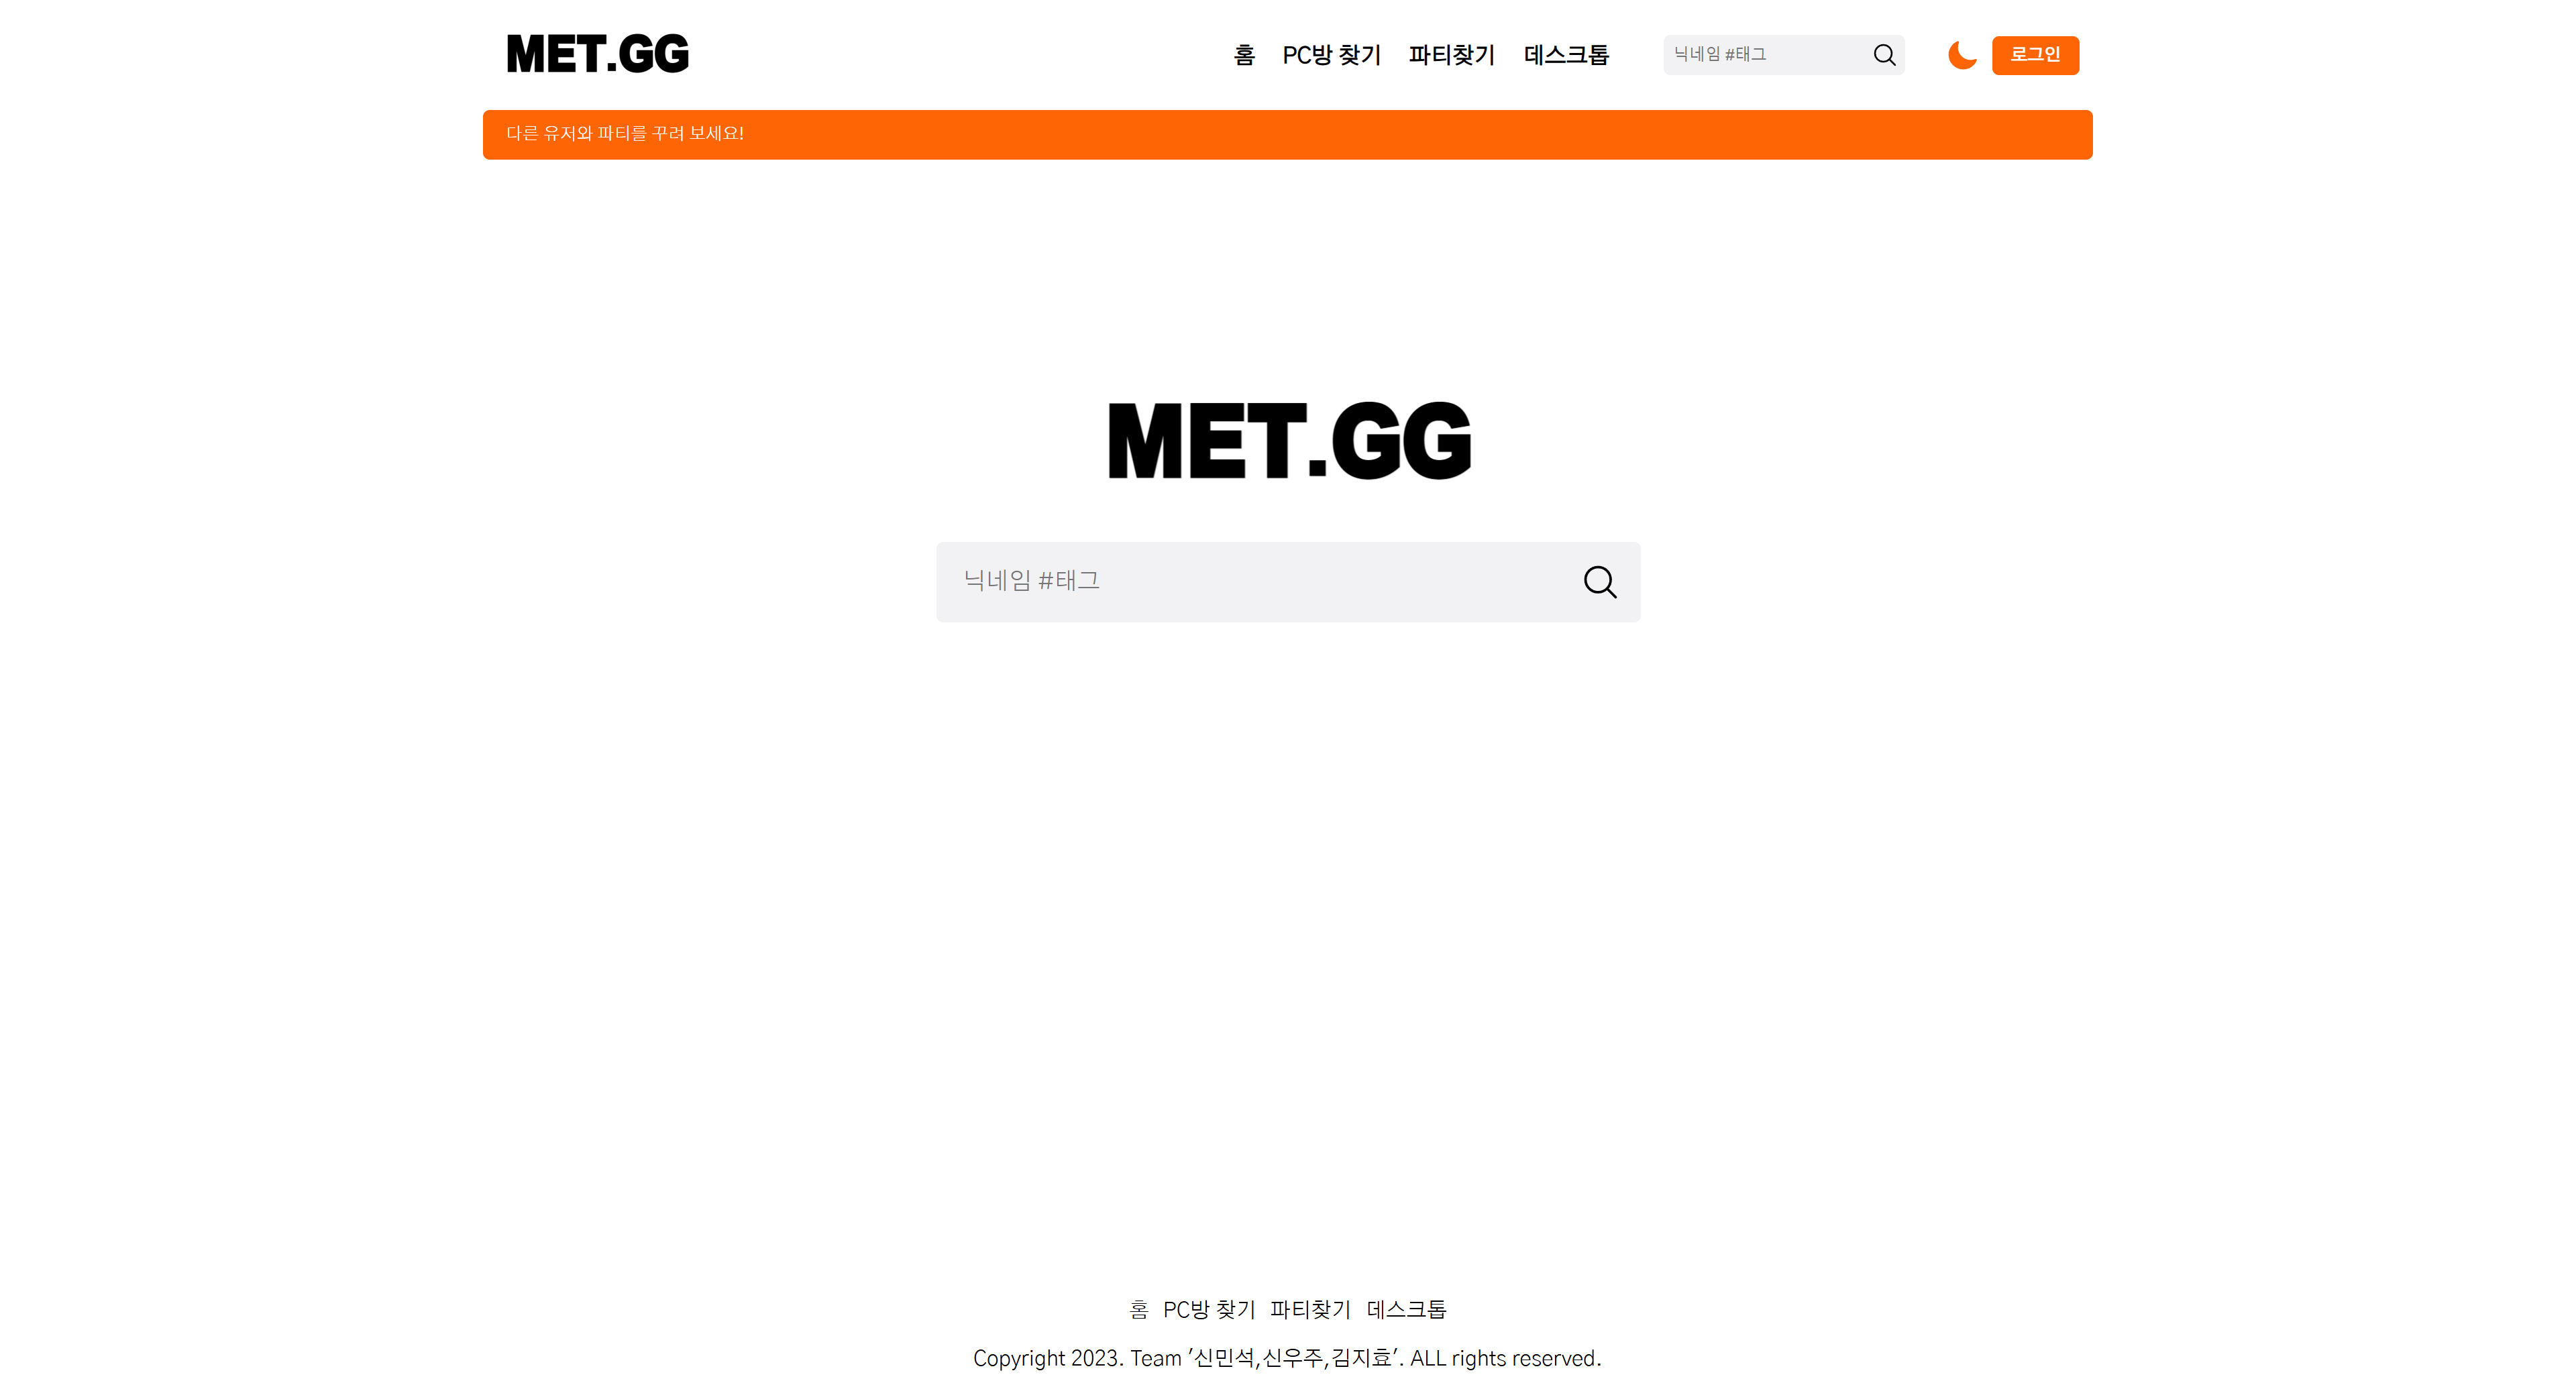 MET.GG
홈 PC방 찾기 파티찾기 데스크톱 닉네임 #태그 로그인
다른 유저와 파티를 꾸려 보세요!
MET.GG
닉네임 #태그
홈 PC방 찾기 파티찾기 데스크톱
Copyright 2023. Team '신민석,신우주,김지효'. ALL rights reserved.